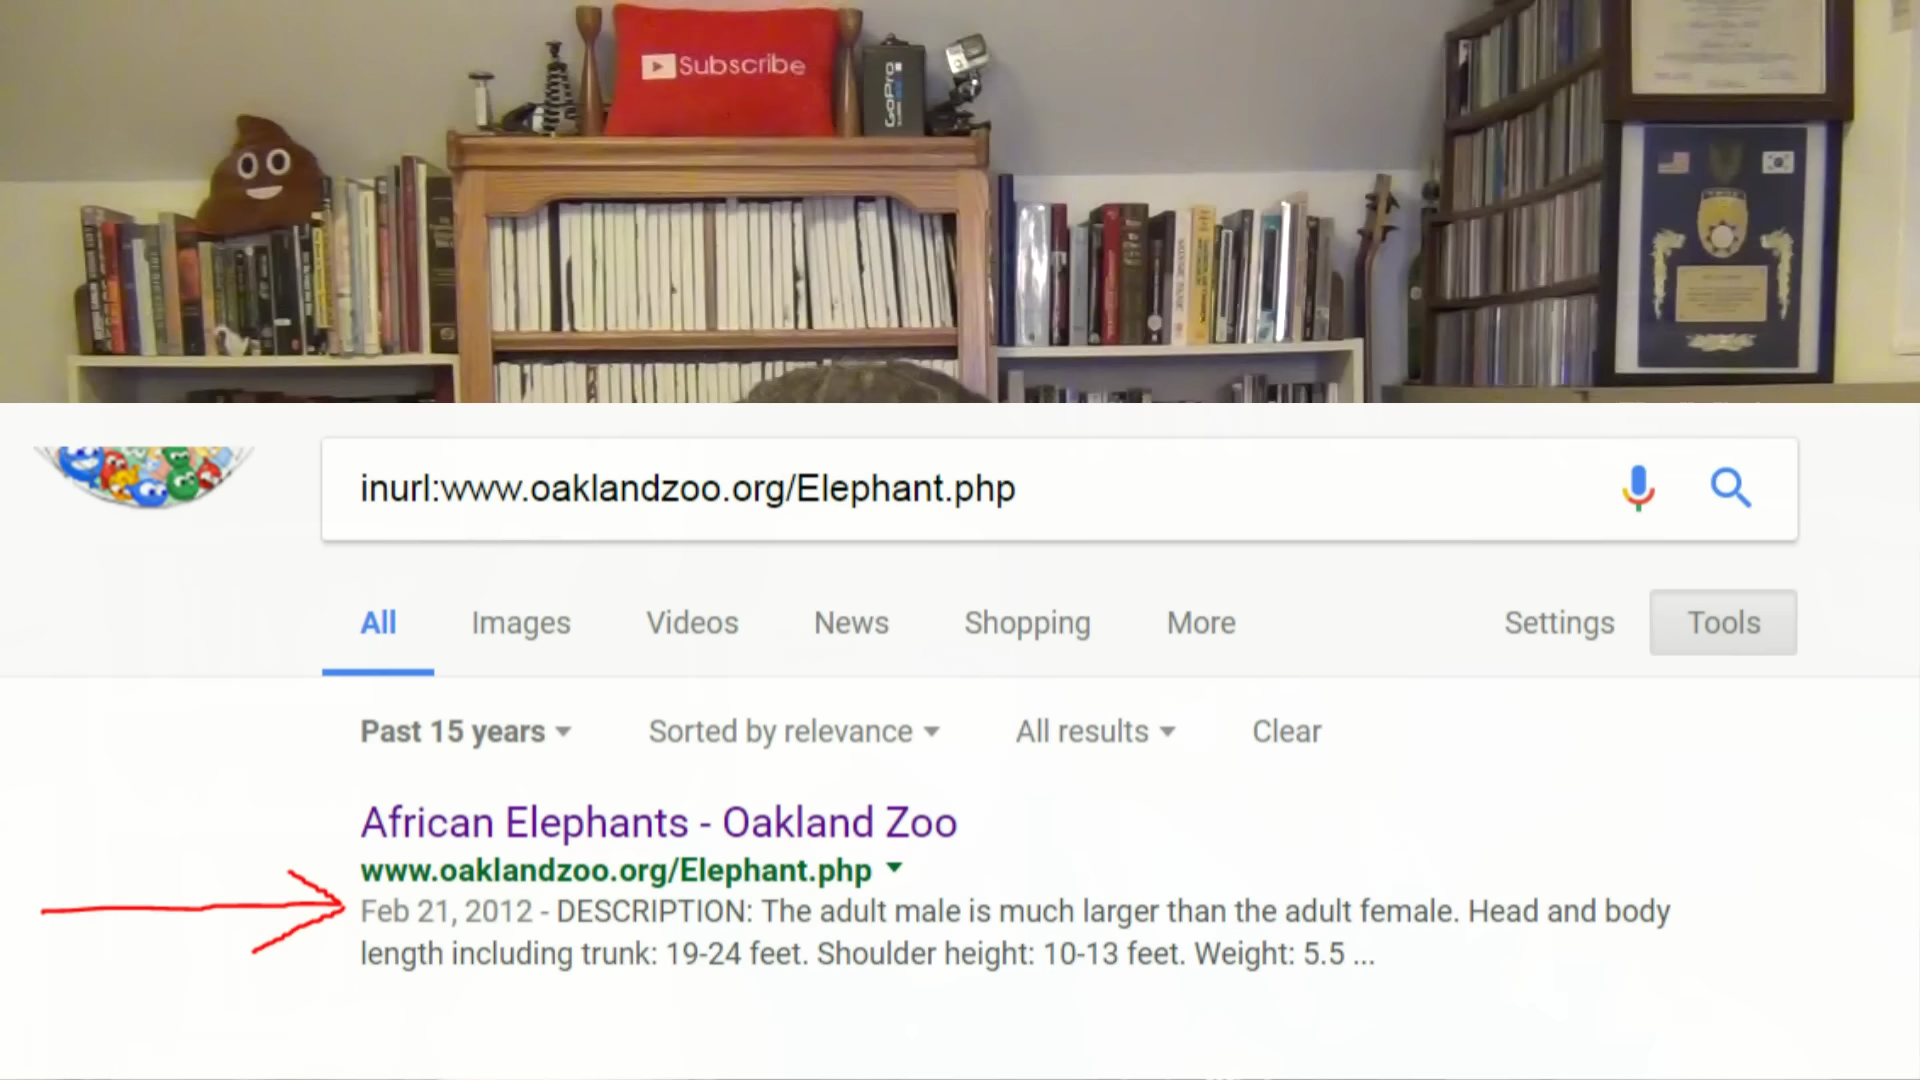 Subscribe
GoPro
inurl:www.oaklandzoo.org/Elephant.php
All Images Videos News Shopping More Settings Tools
Past 15 years Sorted by relevance All results Clear
African Elephants - Oakland Zoo
www.oaklandzoo.org/Elephant.php
Feb 21, 2012 - DESCRIPTION: The adult male is much larger than the adult female. Head and body
length including trunk: 19-24 feet. Shoulder height: 10-13 feet. Weight: 5.5 ...